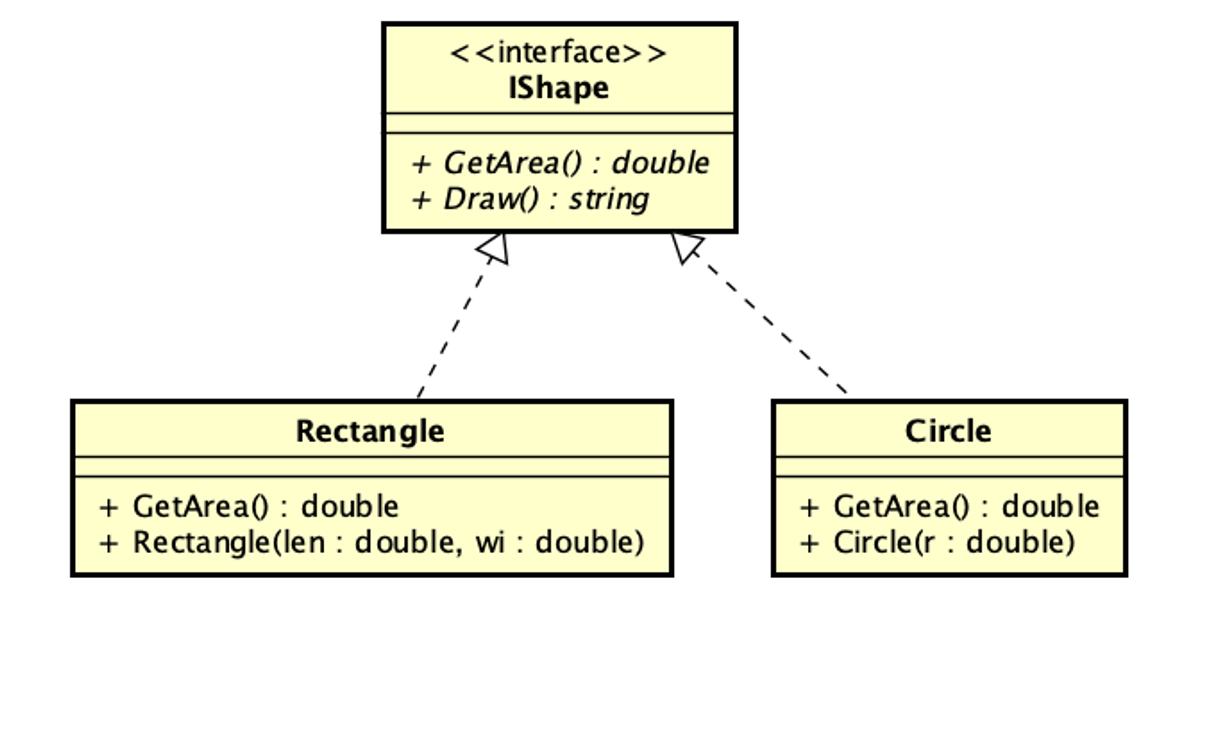 <<interface>>
IShape
+ GetArea() : double
+ Draw() : string
Rectangle
+ GetArea() : double
+ Rectangle(len : double, wi : double)
Circle
+ GetArea() : double
+ Circle(r : double)